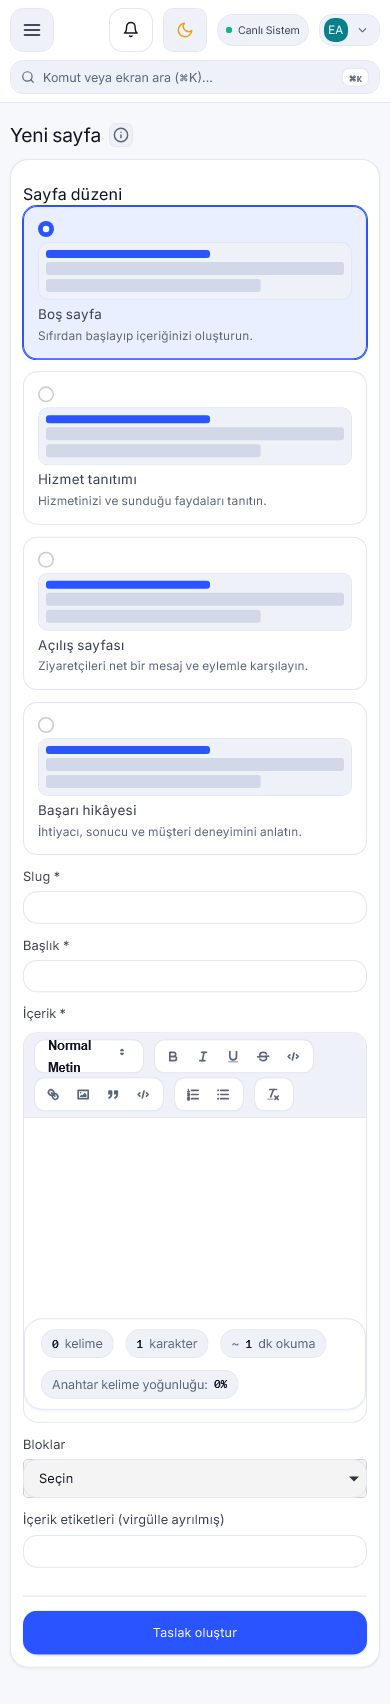 Canlı Sistem
EA
Komut veya ekran ara (⌘K)...
⌘K
Yeni sayfa
Sayfa düzeni
Boş sayfa
Sıfırdan başlayıp içeriğinizi oluşturun.
Hizmet tanıtımı
Hizmetinizi ve sunduğu faydaları tanıtın.
Açılış sayfası
Ziyaretçileri net bir mesaj ve eylemle karşılayın.
Başarı hikâyesi
İhtiyacı, sonucu ve müşteri deneyimini anlatın.
Slug *
Başlık *
İçerik *
Normal
Metin
0 kelime
1 karakter
~ 1 dk okuma
Anahtar kelime yoğunluğu: 0%
Bloklar
Seçin
İçerik etiketleri (virgülle ayrılmış)
Taslak oluştur